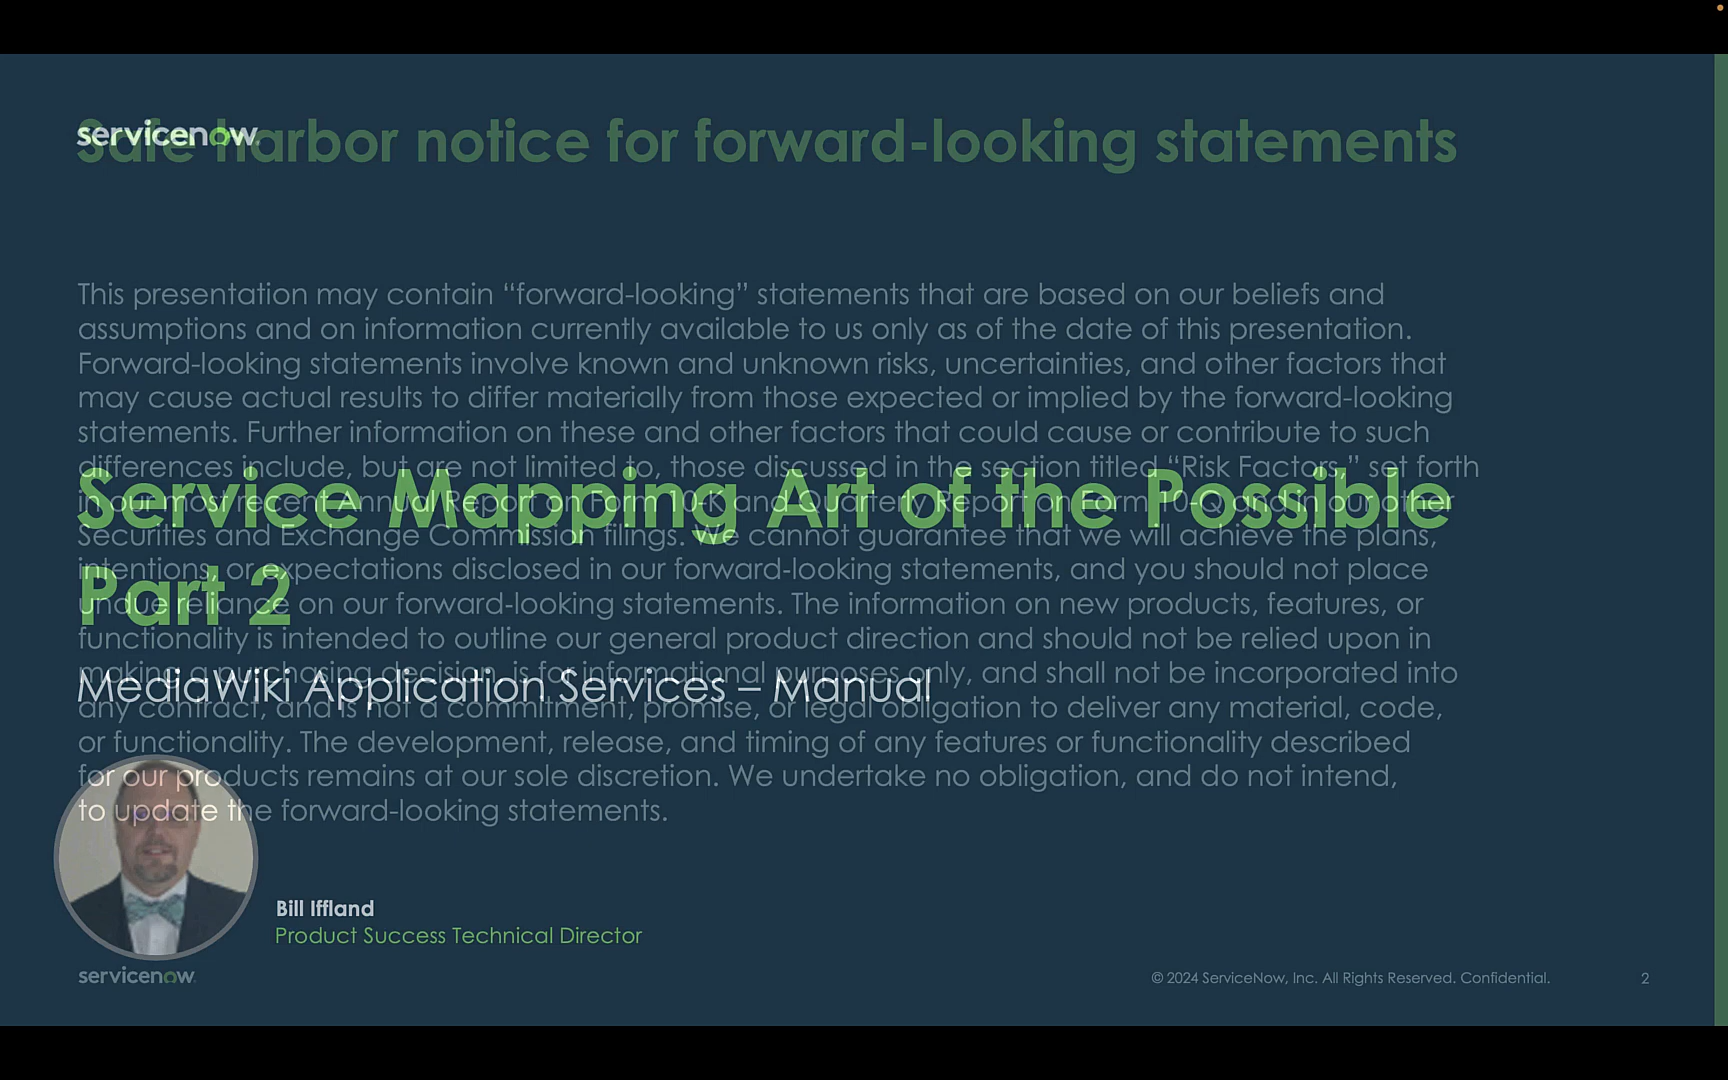 servicenow
Safe harbor notice for forward-looking statements
This presentation may contain “forward-looking” statements that are based on our beliefs and
assumptions and on information currently available to us only as of the date of this presentation.
Forward-looking statements involve known and unknown risks, uncertainties, and other factors that
may cause actual results to differ materially from those expected or implied by the forward-looking
statements. Further information on these and other factors that could cause or contribute to such
differences include, but are not limited to, those discussed in the section titled “Risk Factors,” set forth
in our most recent Annual Report on Form 10-K and Quarterly Report on Form 10-Q and in our other
Securities and Exchange Commission filings. We cannot guarantee that we will achieve the plans,
intentions, or expectations disclosed in our forward-looking statements, and you should not place
undue reliance on our forward-looking statements. The information on new products, features, or
functionality is intended to outline our general product direction and should not be relied upon in
making a purchasing decision, is for informational purposes only, and shall not be incorporated into
any contract, and is not a commitment, promise, or legal obligation to deliver any material, code,
or functionality. The development, release, and timing of any features or functionality described
for our products remains at our sole discretion. We undertake no obligation, and do not intend,
to update the forward-looking statements.
Service Mapping Art of the Possible
Part 2
MediaWiki Application Services – Manual
Bill Iffland
Product Success Technical Director
servicenow
© 2024 ServiceNow, Inc. All Rights Reserved. Confidential.
2